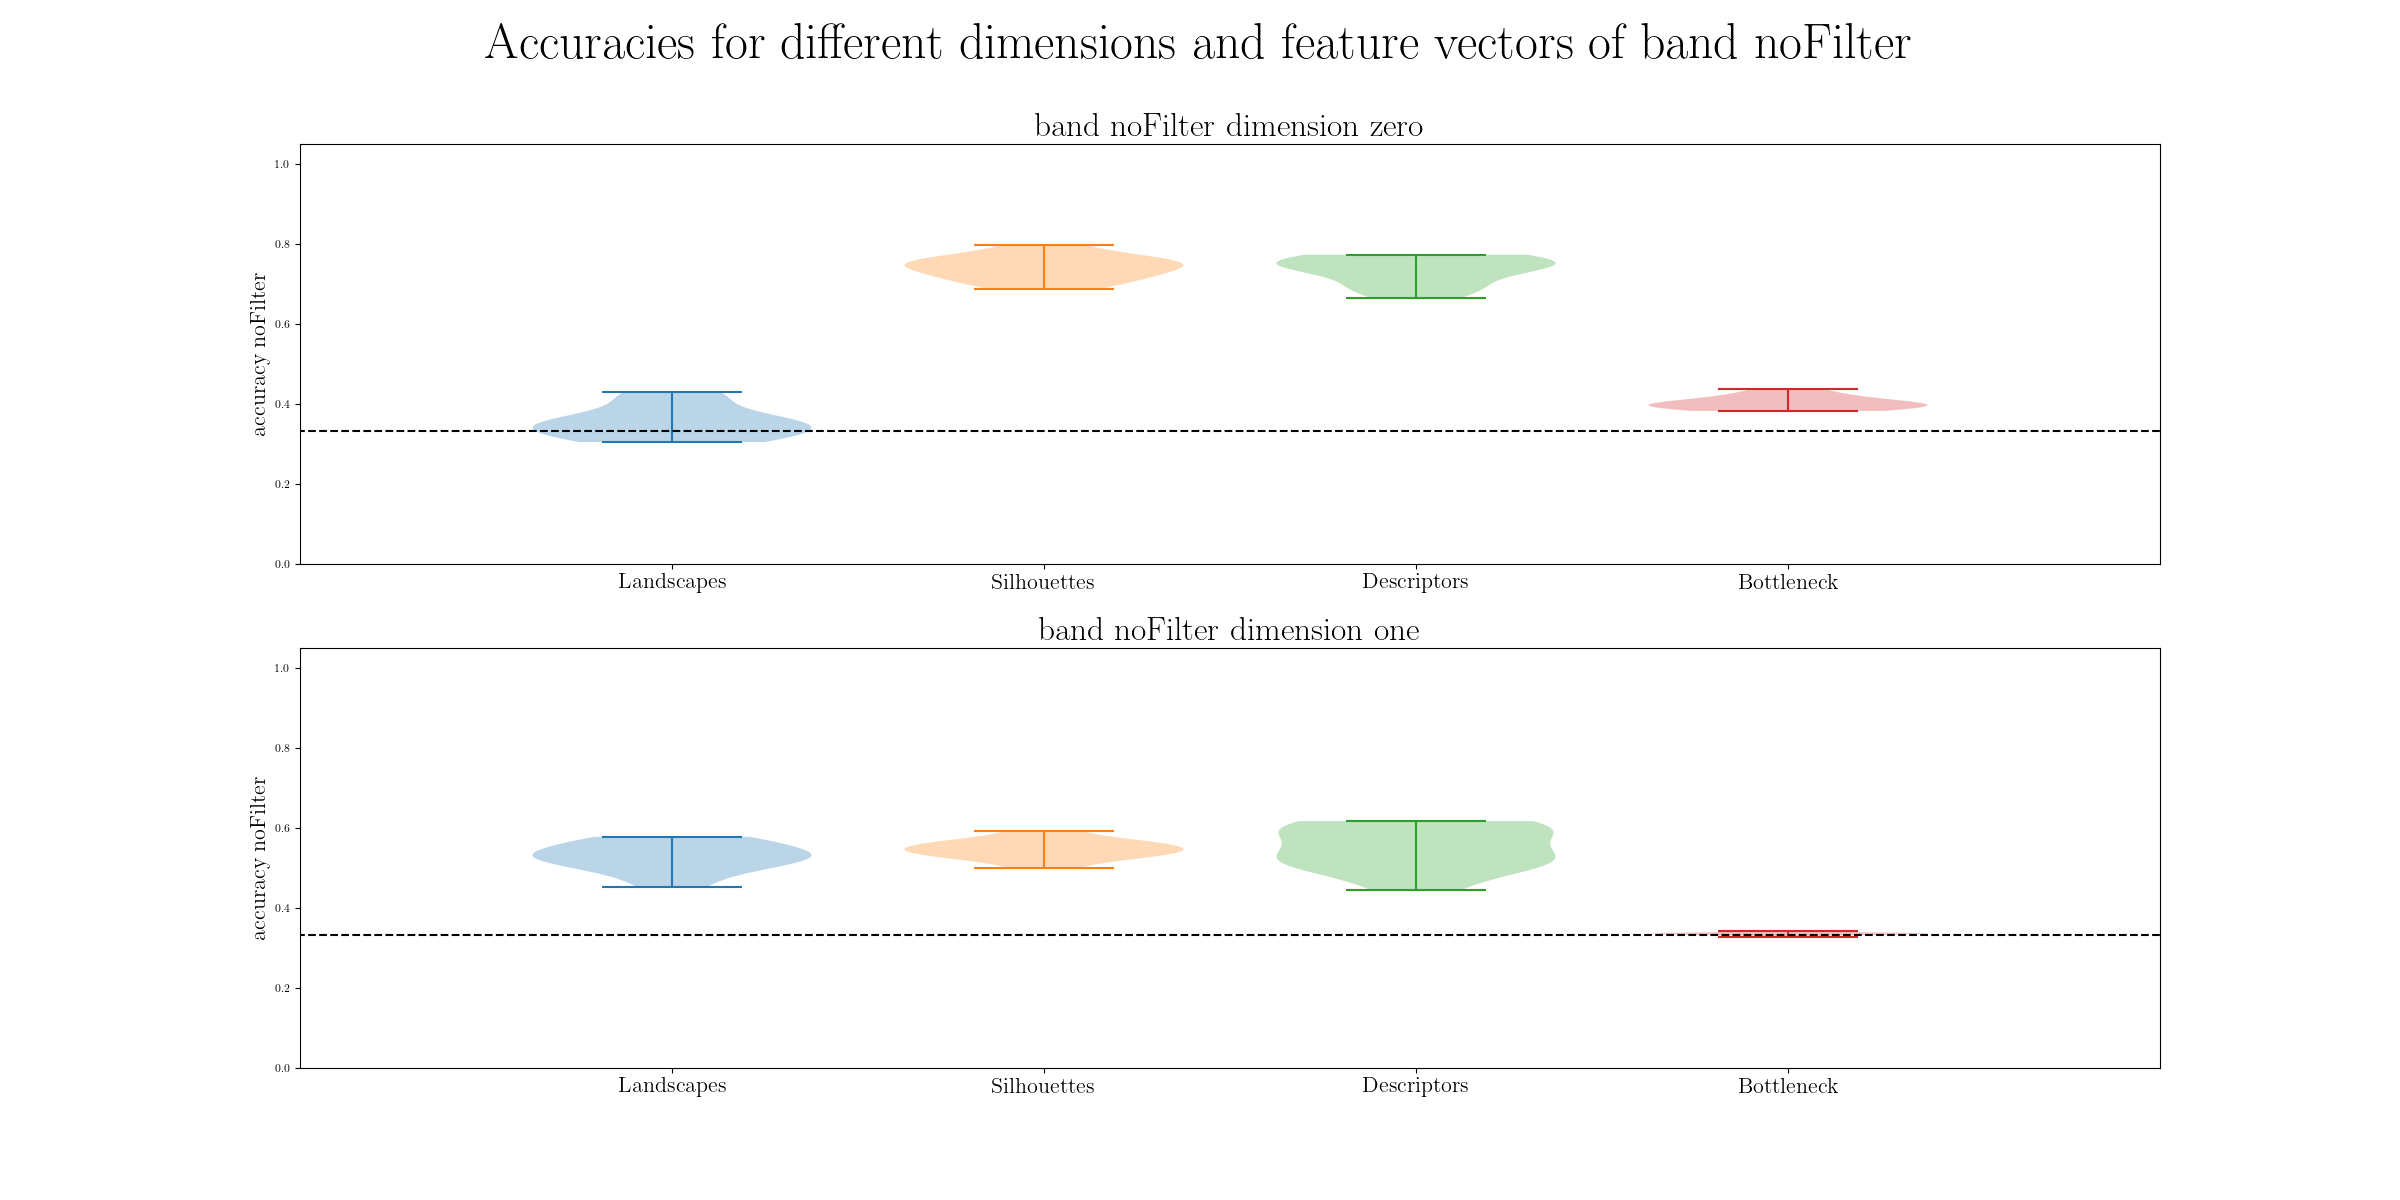 Accuracies for different dimensions and feature vectors of band noFilter
band noFilter dimension zero
accuracy noFilter
1.0
0.8
0.6
0.4
0.2
0.0
Landscapes
Silhouettes
Descriptors
Bottleneck
band noFilter dimension one
accuracy noFilter
1.0
0.8
0.6
0.4
0.2
0.0
Landscapes
Silhouettes
Descriptors
Bottleneck